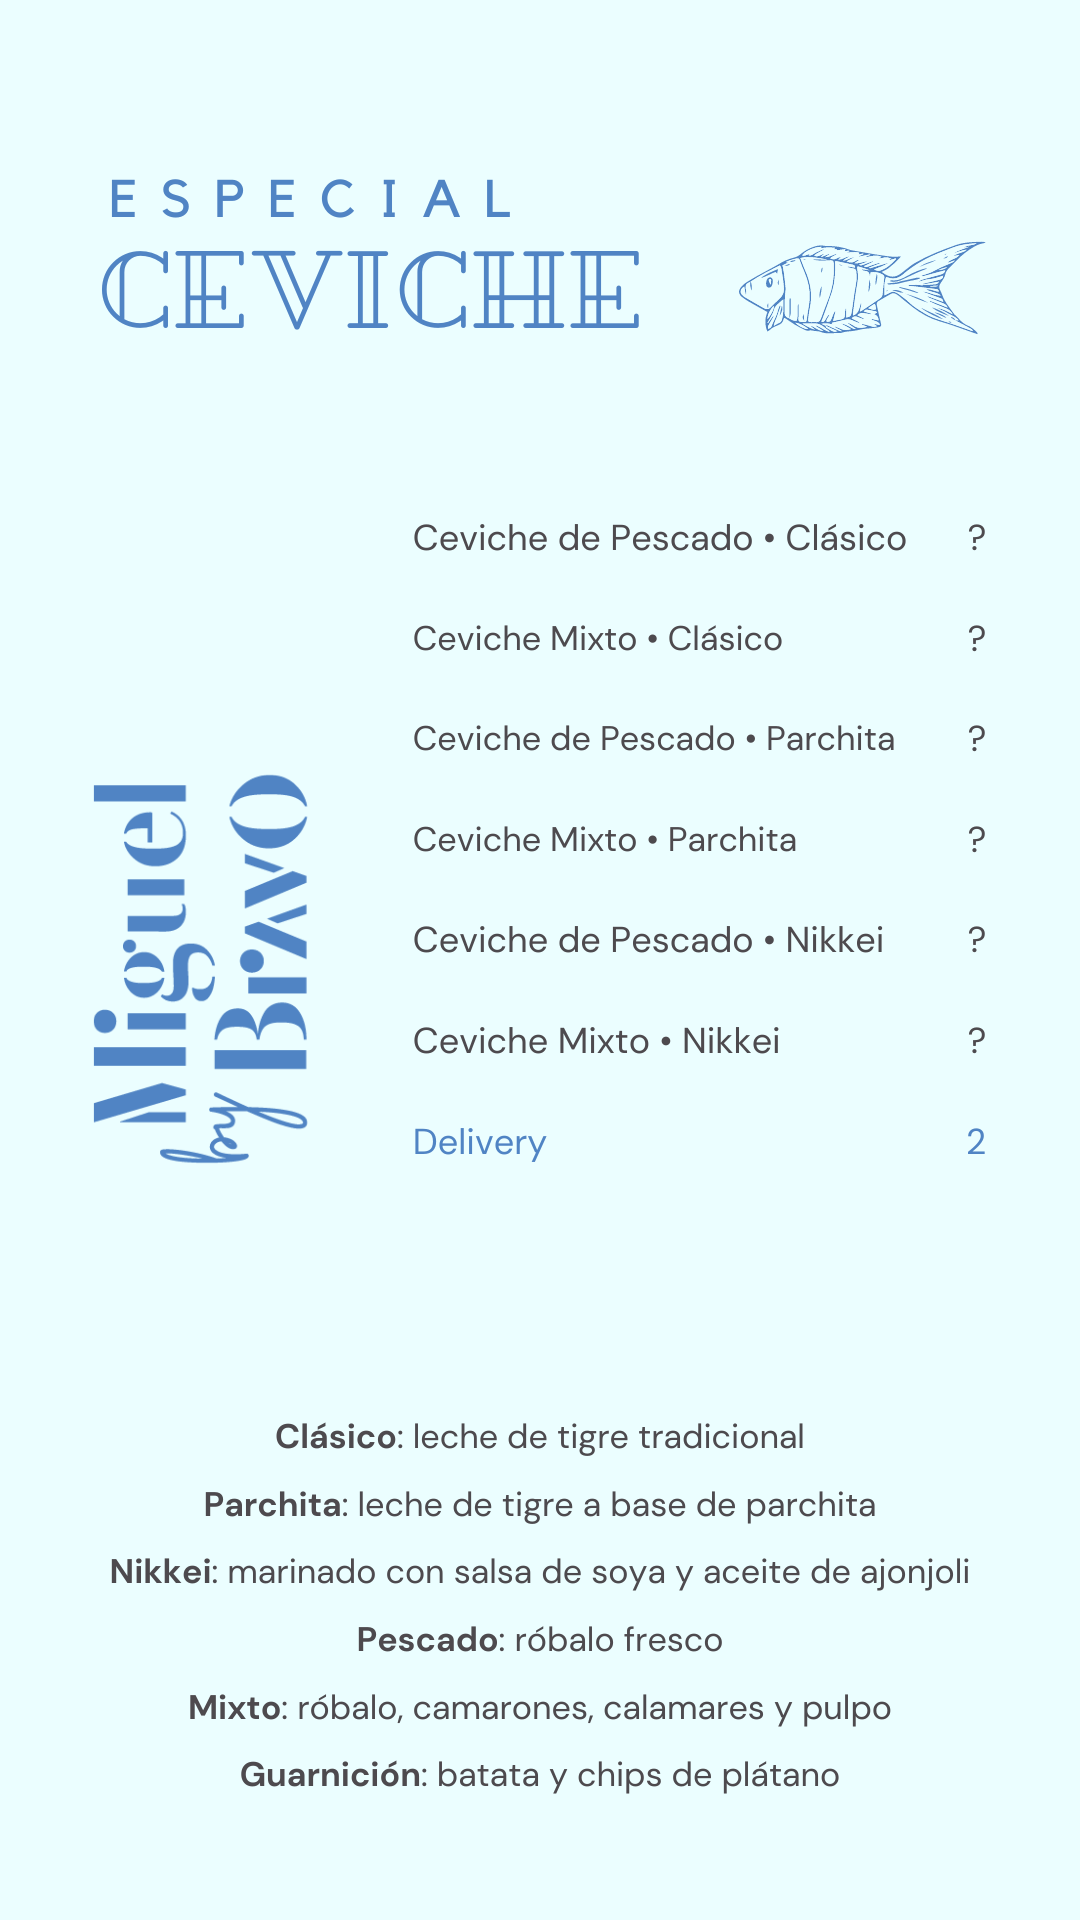 ESPECIAL
CEVICHE
Ceviche de Pescado • Clásico ?
Ceviche Mixto • Clásico ?
Ceviche de Pescado • Parchita ?
Ceviche Mixto • Parchita ?
Ceviche de Pescado • Nikkei ?
Ceviche Mixto • Nikkei ?
Delivery 2
Miguel
by Bravo
Clásico: leche de tigre tradicional
Parchita: leche de tigre a base de parchita
Nikkei: marinado con salsa de soya y aceite de ajonjoli
Pescado: róbalo fresco
Mixto: róbalo, camarones, calamares y pulpo
Guarnición: batata y chips de plátano